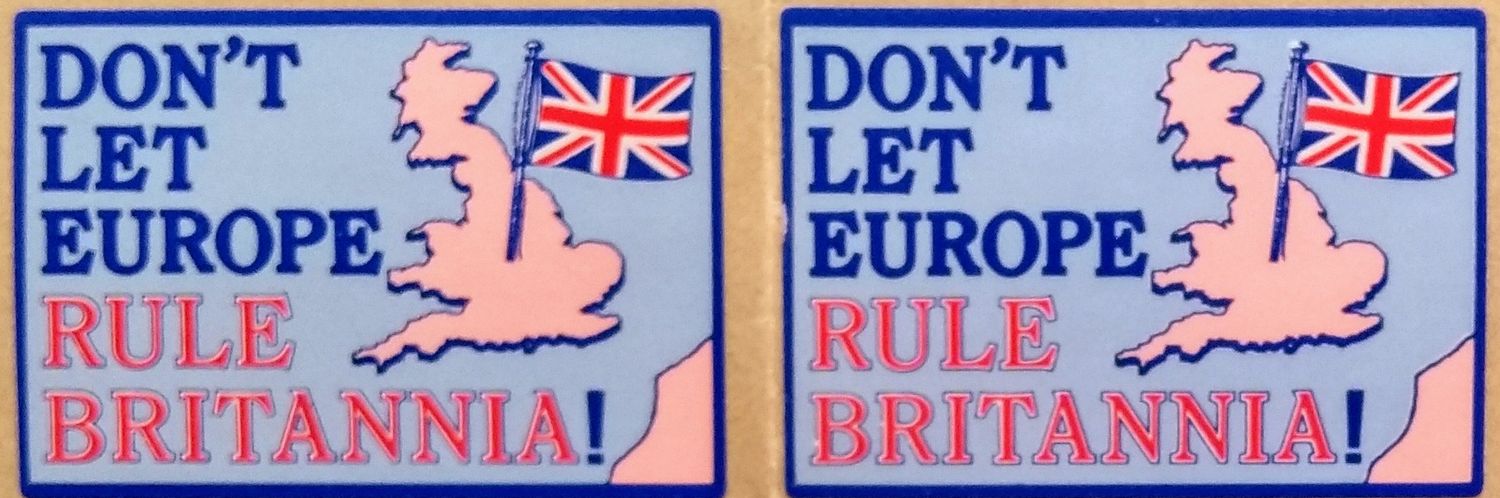 DON'T
LET
EUROPE
RULE
BRITANNIA!
DON'T
LET
EUROPE
RULE
BRITANNIA!